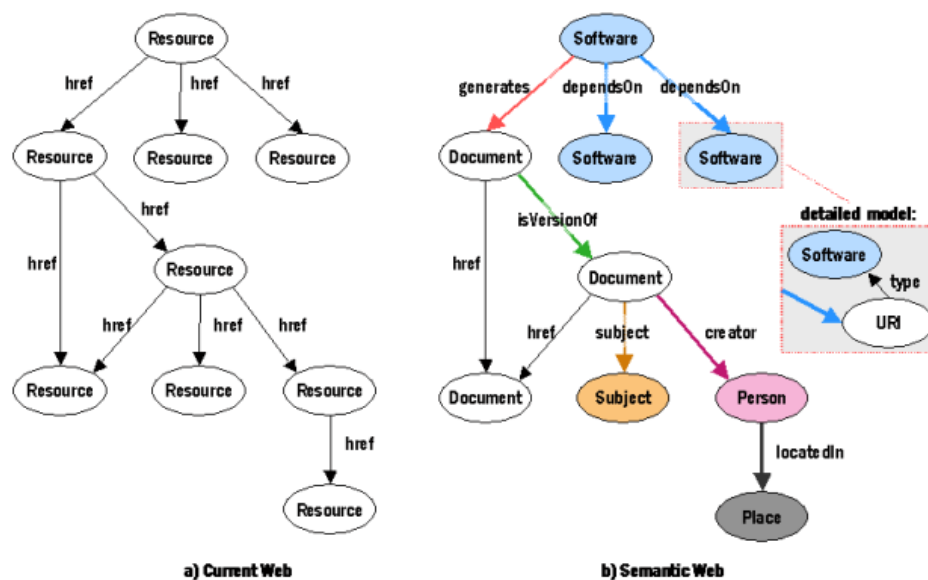 Resource
href
href
href
Resource
Resource
Resource
href
href
Resource
href
href
href
Resource
Resource
Resource
href
Resource
a) Current Web
Software
generates
dependsOn
dependsOn
Document
Software
Software
isVersionOf
href
Document
href
subject
creator
Document
Subject
Person
locatedIn
Place
detailed model:
Software
type
URI
b) Semantic Web